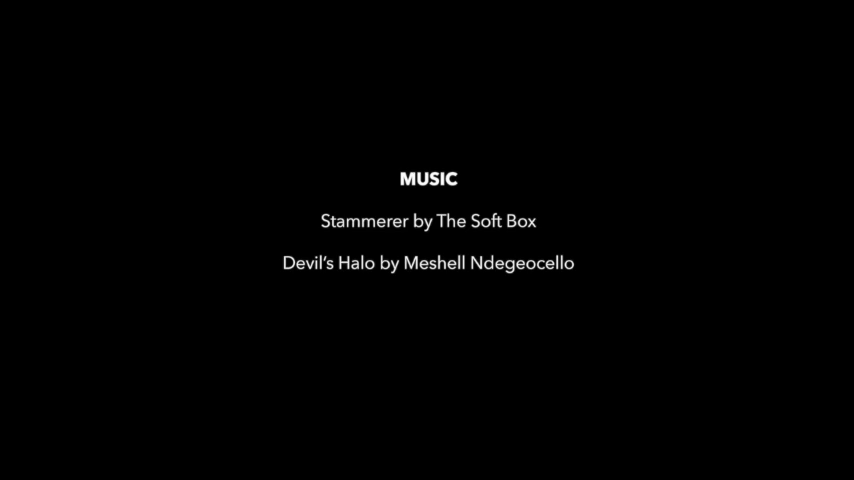 MUSIC
Stammerer by The Soft Box
Devil's Halo by Meshell Ndegeocello